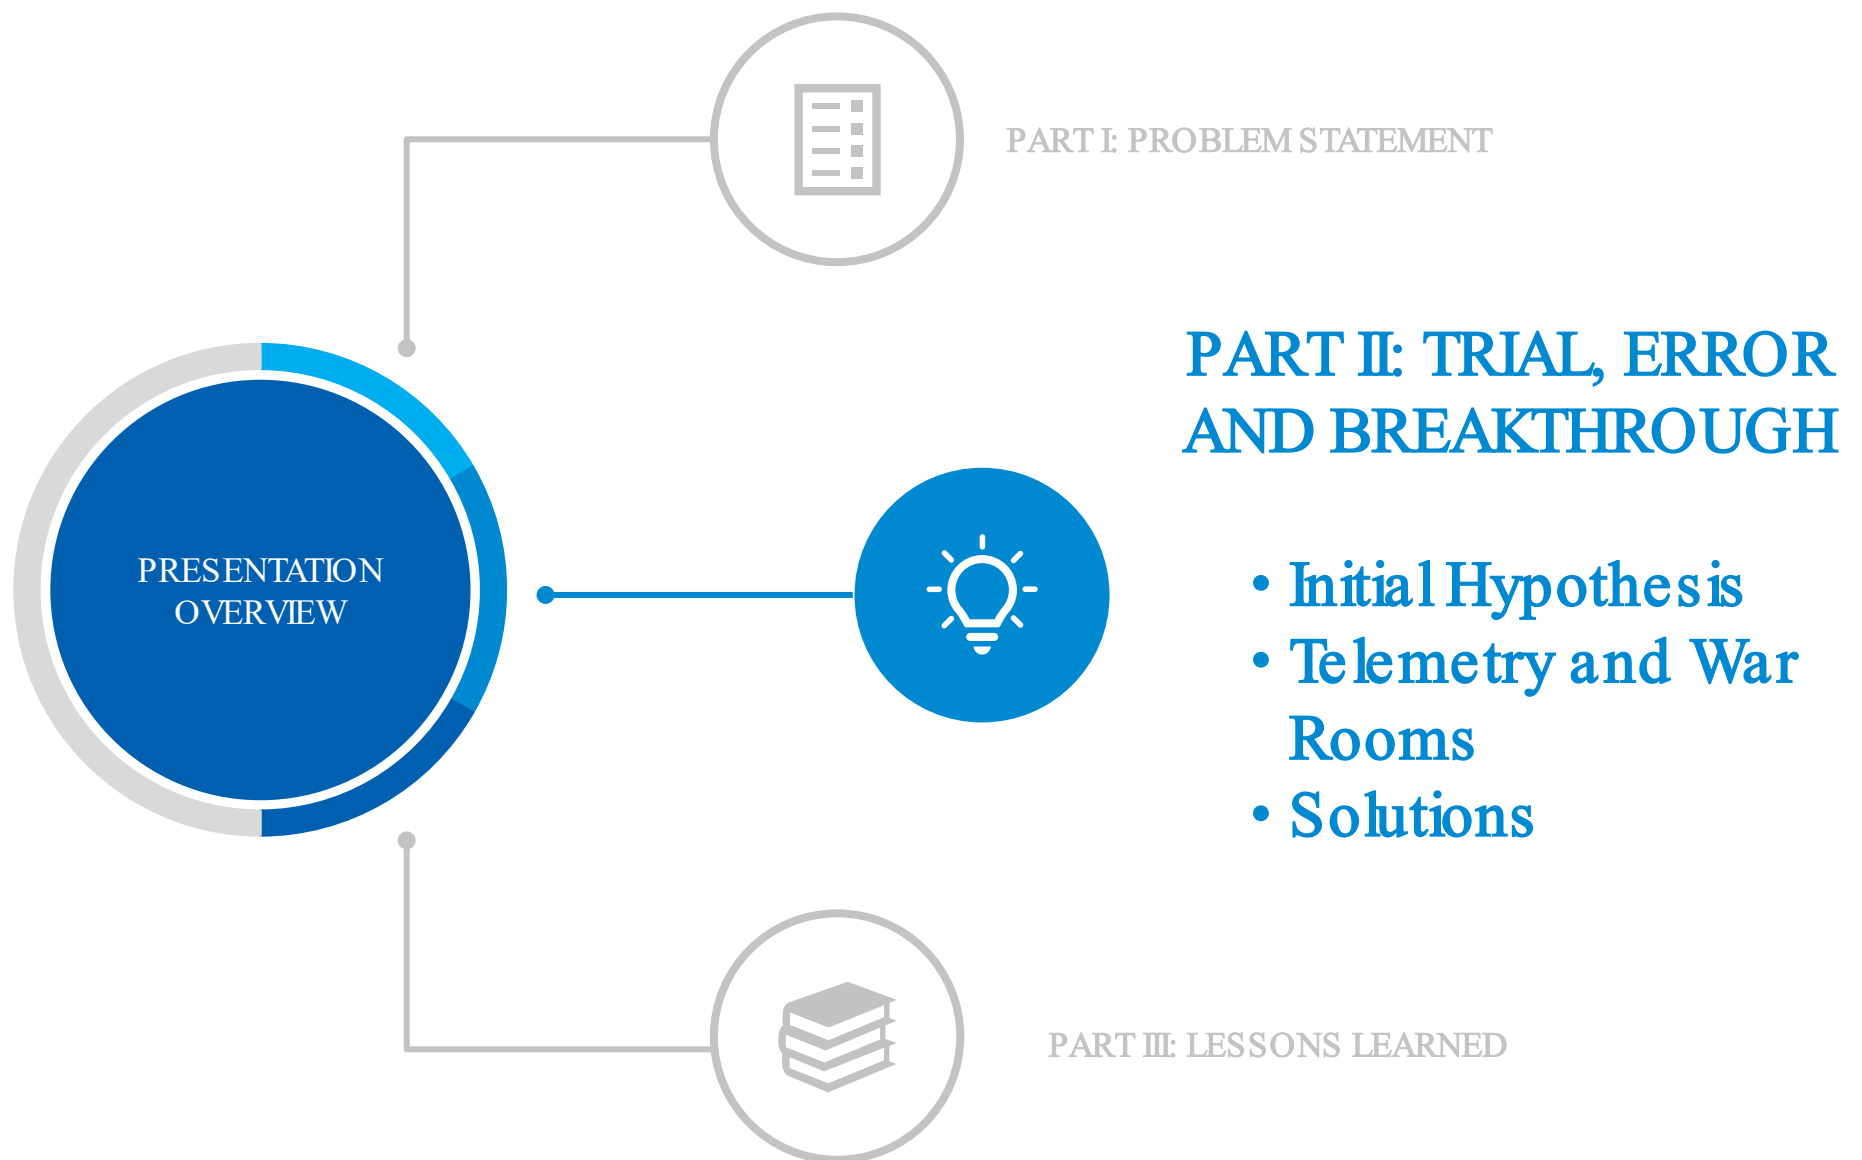 PART I: PROBLEM STATEMENT
PART II: TRIAL, ERROR
AND BREAKTHROUGH
• Initial Hypothesis
• Telemetry and War
Rooms
• Solutions
PRESENTATION
OVERVIEW
PART III: LESSONS LEARNED